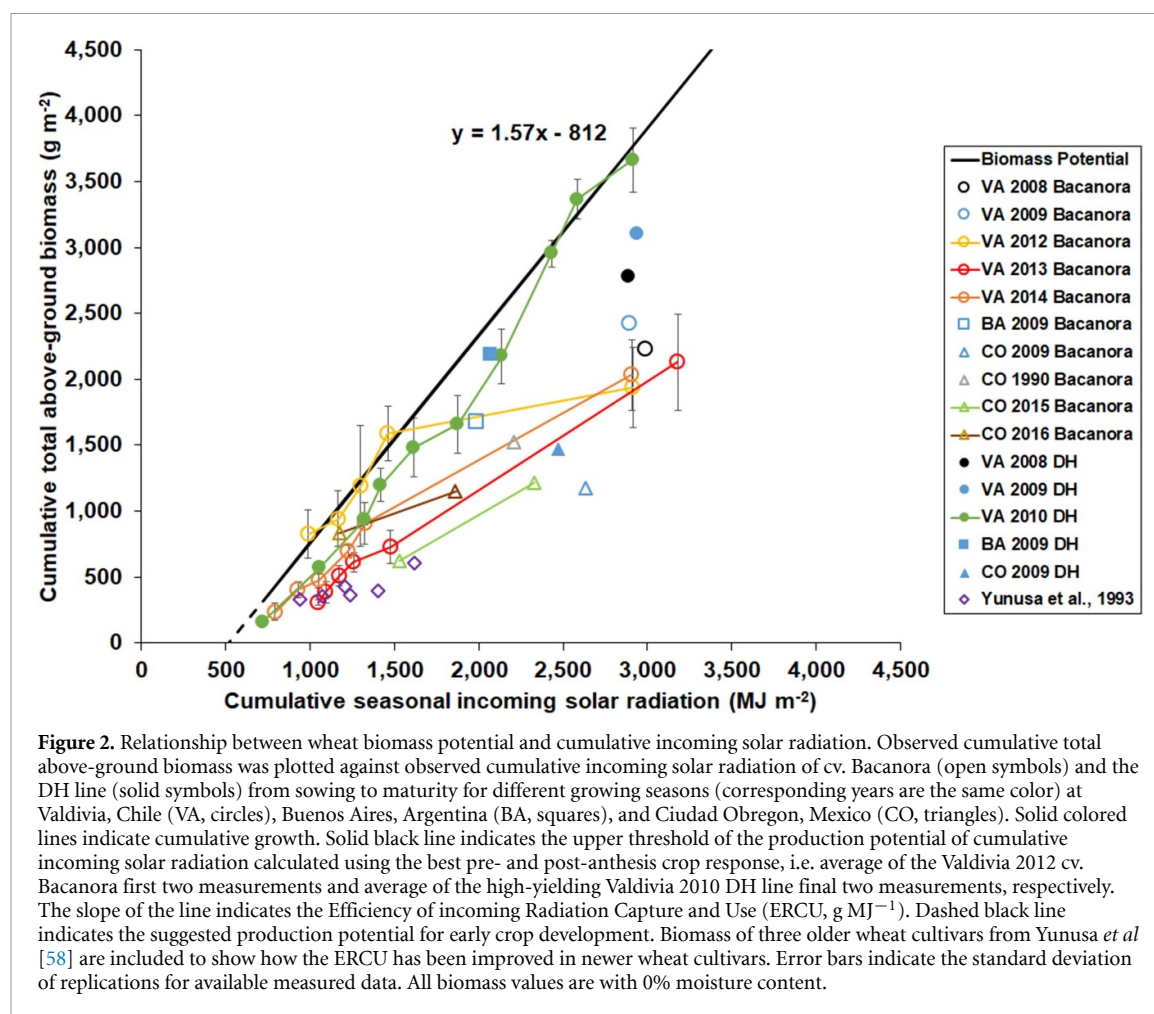 4,500
4,000
3,500
3,000
2,500
2,000
1,500
1,000
500
0
Cumulative total above-ground biomass (g m-2)
y = 1.57x - 812
0 500 1,000 1,500 2,000 2,500 3,000 3,500 4,000 4,500
Cumulative seasonal incoming solar radiation (MJ m-2)
Biomass Potential
VA 2008 Bacanora
VA 2009 Bacanora
VA 2012 Bacanora
VA 2013 Bacanora
VA 2014 Bacanora
BA 2009 Bacanora
CO 2009 Bacanora
CO 1990 Bacanora
CO 2015 Bacanora
CO 2016 Bacanora
VA 2008 DH
VA 2009 DH
VA 2010 DH
BA 2009 DH
CO 2009 DH
Yunusa et al., 1993
Figure 2. Relationship between wheat biomass potential and cumulative incoming solar radiation. Observed cumulative total
above-ground biomass was plotted against observed cumulative incoming solar radiation of cv. Bacanora (open symbols) and the
DH line (solid symbols) from sowing to maturity for different growing seasons (corresponding years are the same color) at
Valdivia, Chile (VA, circles), Buenos Aires, Argentina (BA, squares), and Ciudad Obregon, Mexico (CO, triangles). Solid colored
lines indicate cumulative growth. Solid black line indicates the upper threshold of the production potential of cumulative
incoming solar radiation calculated using the best pre- and post-anthesis crop response, i.e. average of the Valdivia 2012 cv.
Bacanora first two measurements and average of the high-yielding Valdivia 2010 DH line final two measurements, respectively.
The slope of the line indicates the Efficiency of incoming Radiation Capture and Use (ERCU, g MJ−1). Dashed black line
indicates the suggested production potential for early crop development. Biomass of three older wheat cultivars from Yunusa et al
[58] are included to show how the ERCU has been improved in newer wheat cultivars. Error bars indicate the standard deviation
of replications for available measured data. All biomass values are with 0% moisture content.